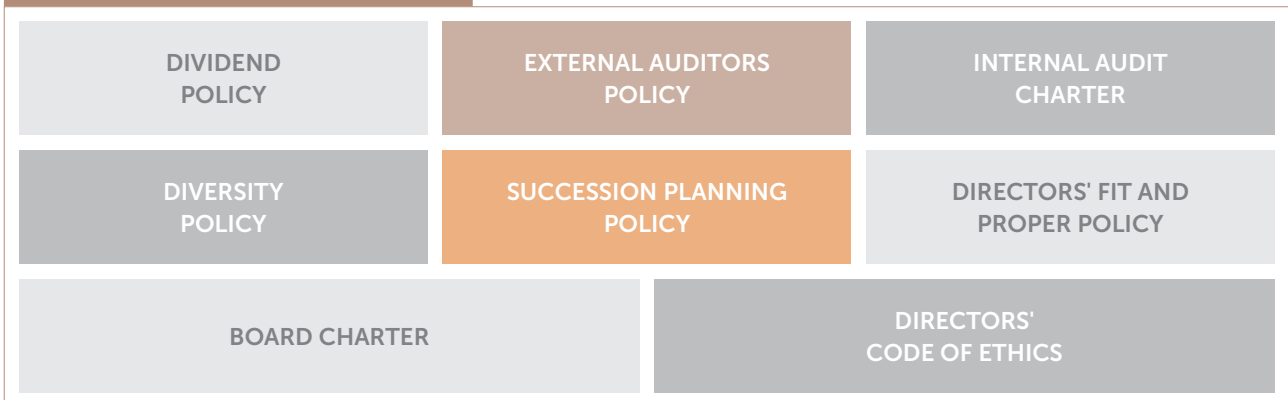 DIVIDEND
POLICY
EXTERNAL AUDITORS
POLICY
INTERNAL AUDIT
CHARTER
DIVERSITY
POLICY
SUCCESSION PLANNING
POLICY
DIRECTORS' FIT AND
PROPER POLICY
BOARD CHARTER
DIRECTORS'
CODE OF ETHICS